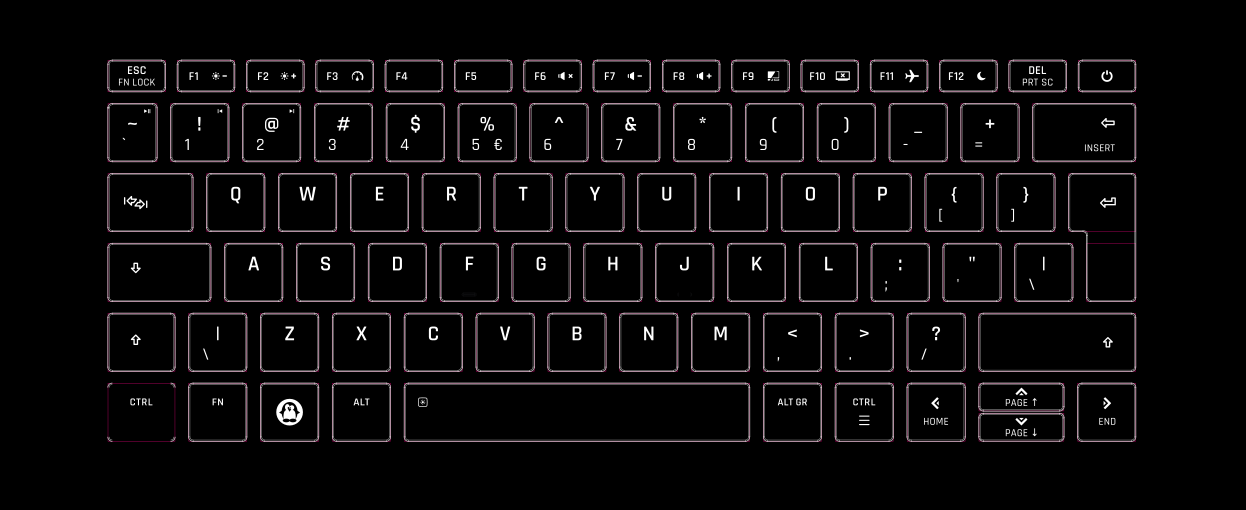 ESC F1 F2 F3 F4 F5 F6 F7 F8 F9 F10 F11 F12 DEL
FN LOCK PRT SC
~ ! @ # $ % ^ & * ( ) _ +
` 1 2 3 4 5 € 6 7 8 9 0 - = INSERT
Q W E R T Y U I O P { }
[ ]
A S D F G H J K L : " |
; ' \
| Z X C V B N M < > ?
\ , . /
CTRL FN ALT ALT GR CTRL HOME PAGE ↑ END
PAGE ↓